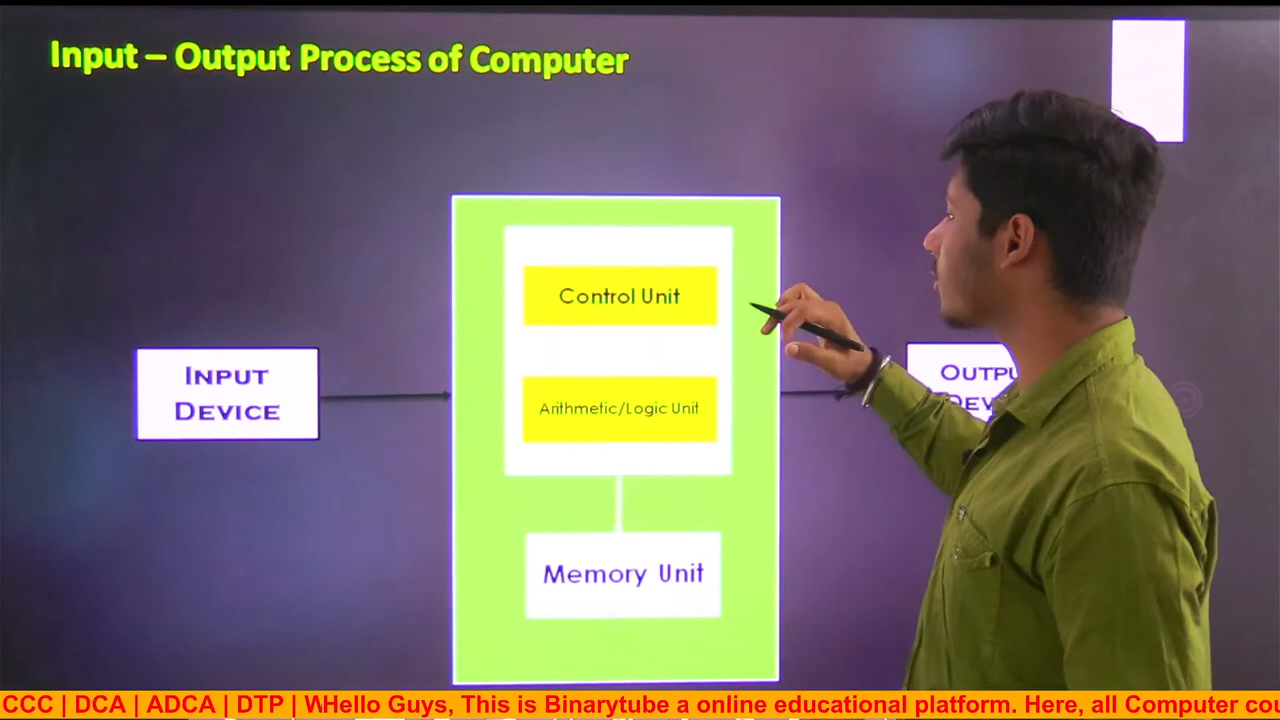 Input – Output Process of Computer
Control Unit
INPUT
DEVICE
Arithmetic/Logic Unit
Memory Unit
CCC | DCA | ADCA | DTP | WHello Guys, This is Binarytube a online educational platform. Here, all Computer